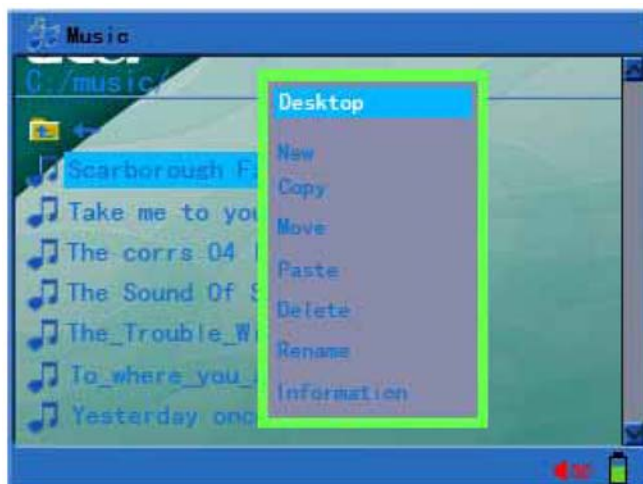 Music
C:/music/
Scarborough F
Take me to yo
The corrs 04
The Sound Of S
The_Trouble_W
To_where_you_
Yesterday onc
Desktop
New
Copy
Move
Paste
Delete
Rename
Information